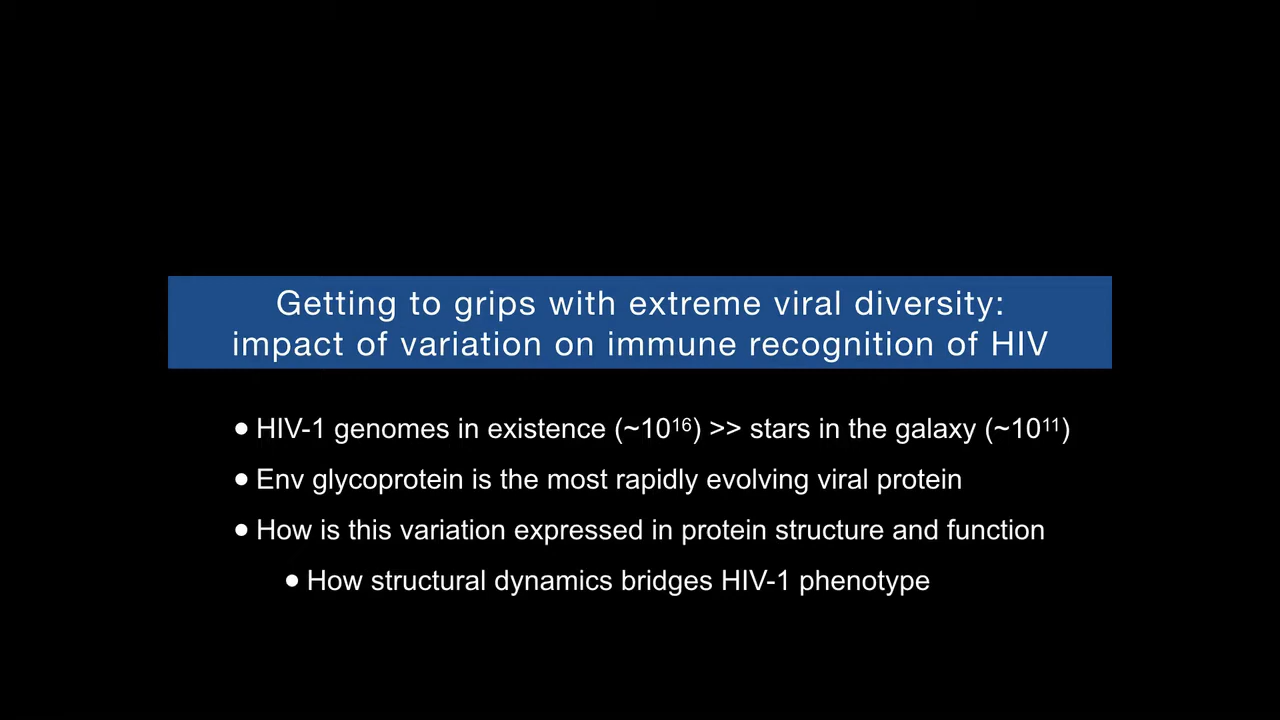 Getting to grips with extreme viral diversity:
impact of variation on immune recognition of HIV
● HIV-1 genomes in existence (~10¹⁶) >> stars in the galaxy (~10¹¹)
● Env glycoprotein is the most rapidly evolving viral protein
● How is this variation expressed in protein structure and function
● How structural dynamics bridges HIV-1 phenotype